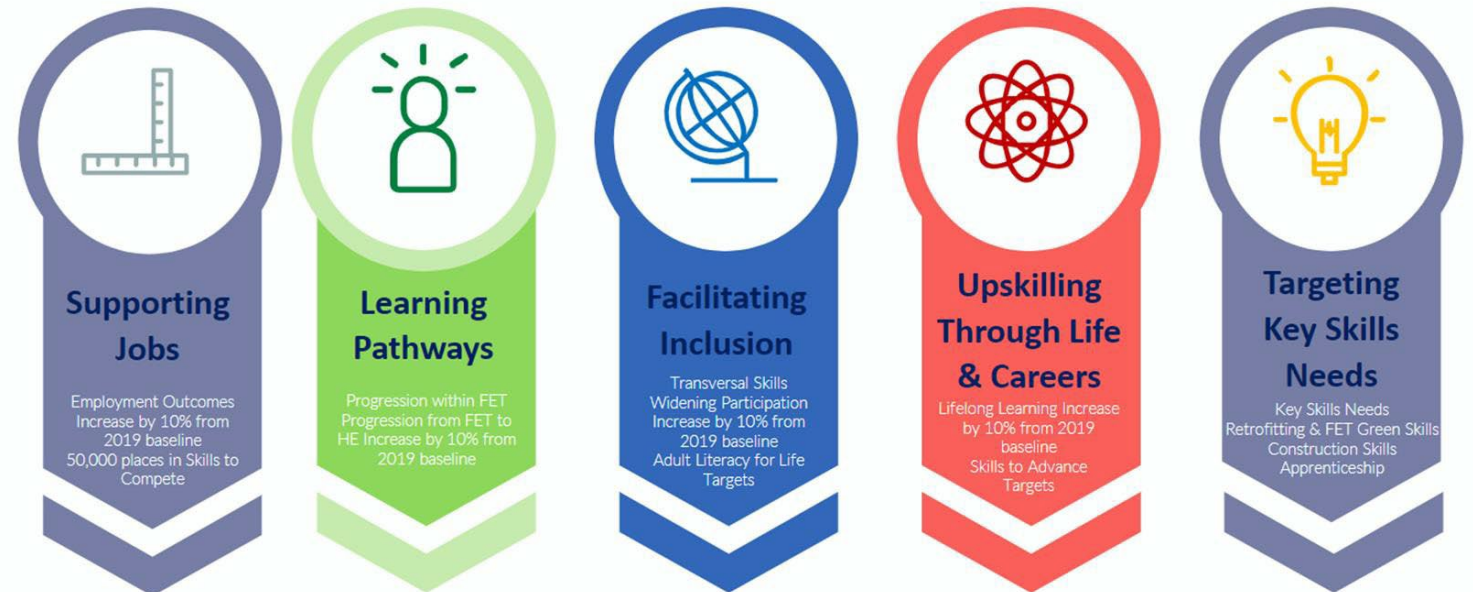 Supporting
Jobs
Employment Outcomes
Increase by 10% from
2019 baseline
50,000 places in Skills to
Compete
Learning
Pathways
Progression within FET
Progression from FET to
HE Increase by 10% from
2019 baseline
Facilitating
Inclusion
Transversal Skills
Widening Participation
Increase by 10% from
2019 baseline
Adult Literacy for Life
Targets
Upskilling
Through Life
& Careers
Lifelong Learning Increase
by 10% from 2019
baseline
Skills to Advance
Targets
Targeting
Key Skills
Needs
Key Skills Needs
Retrofitting & FET Green Skills
Construction Skills
Apprenticeship